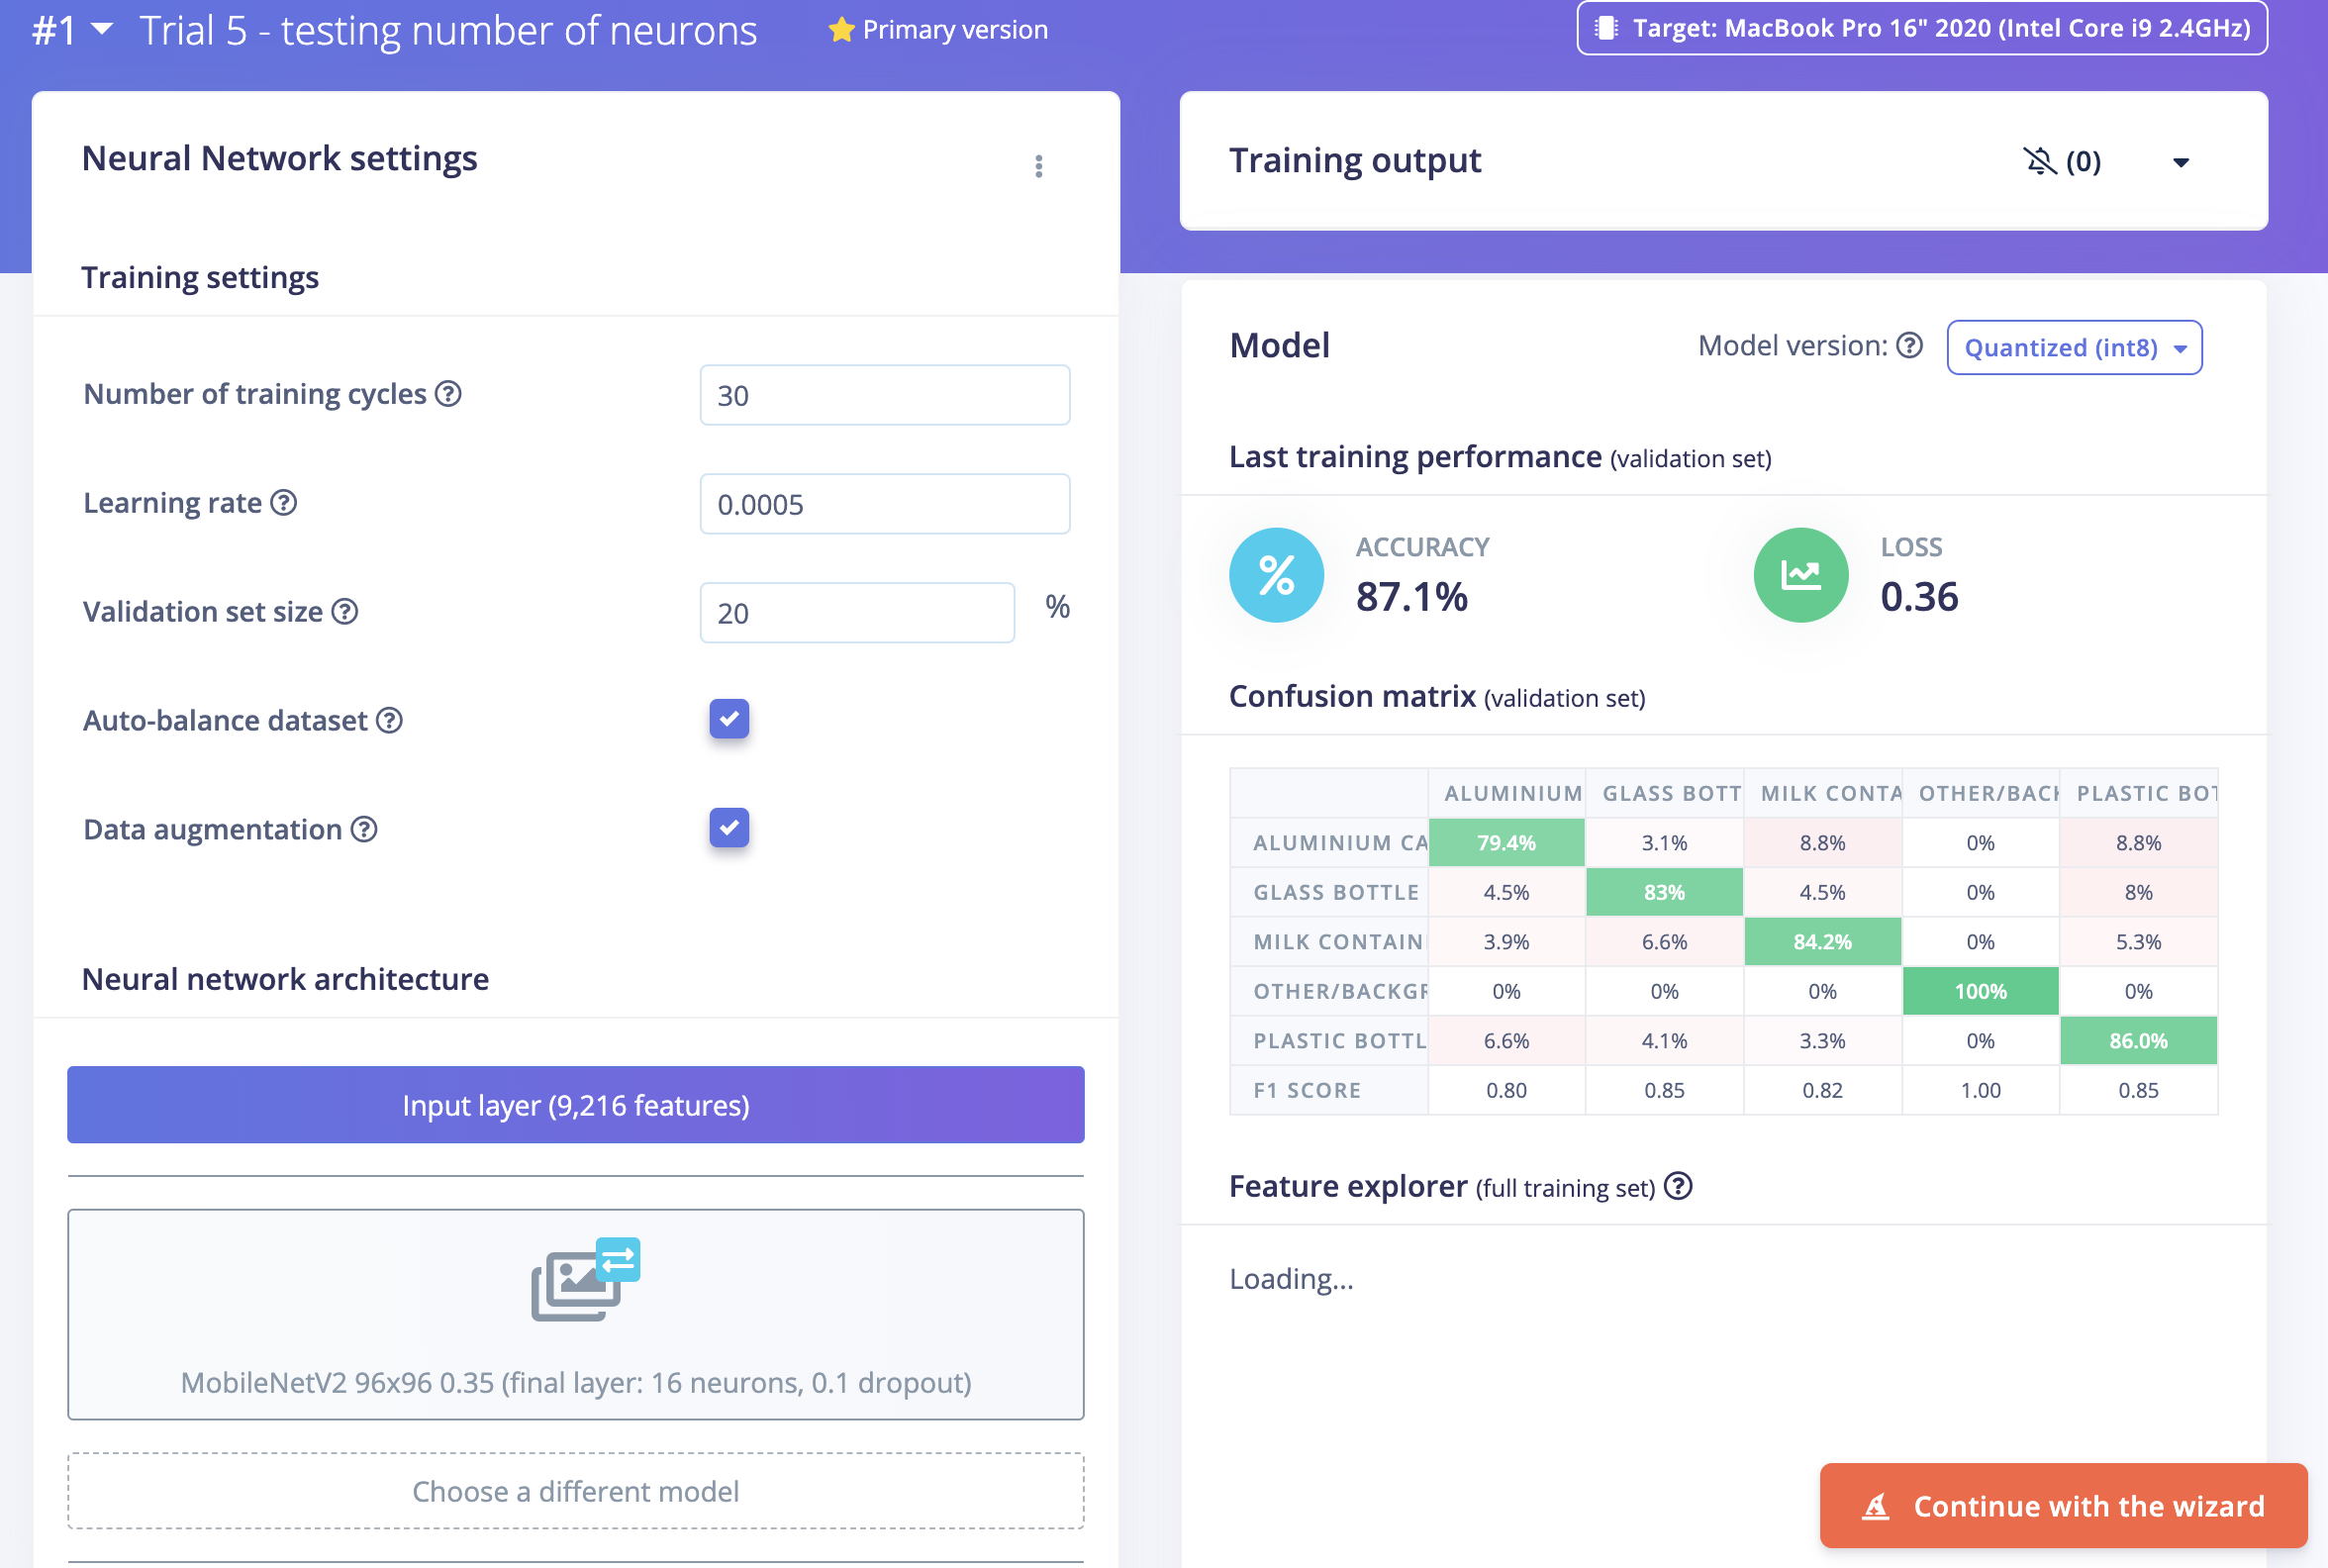 #1 Trial 5 - testing number of neurons Primary version Target: MacBook Pro 16" 2020 (Intel Core i9 2.4GHz)
Neural Network settings
Training settings
Number of training cycles ? 30
Learning rate ? 0.0005
Validation set size ? 20 %
Auto-balance dataset ?
Data augmentation ?
Neural network architecture
Input layer (9,216 features)
MobileNetV2 96x96 0.35 (final layer: 16 neurons, 0.1 dropout)
Choose a different model
Training output (0)
Model Model version: ? Quantized (int8)
Last training performance (validation set)
% ACCURACY
87.1%
LOSS
0.36
Confusion matrix (validation set)
ALUMINIUM GLASS BOTT MILK CONTA OTHER/BACK PLASTIC BOT
ALUMINIUM CA 79.4% 3.1% 8.8% 0% 8.8%
GLASS BOTTLE 4.5% 83% 4.5% 0% 8%
MILK CONTAIN 3.9% 6.6% 84.2% 0% 5.3%
OTHER/BACKGR 0% 0% 0% 100% 0%
PLASTIC BOTTL 6.6% 4.1% 3.3% 0% 86.0%
F1 SCORE 0.80 0.85 0.82 1.00 0.85
Feature explorer (full training set) ?
Loading...
Continue with the wizard